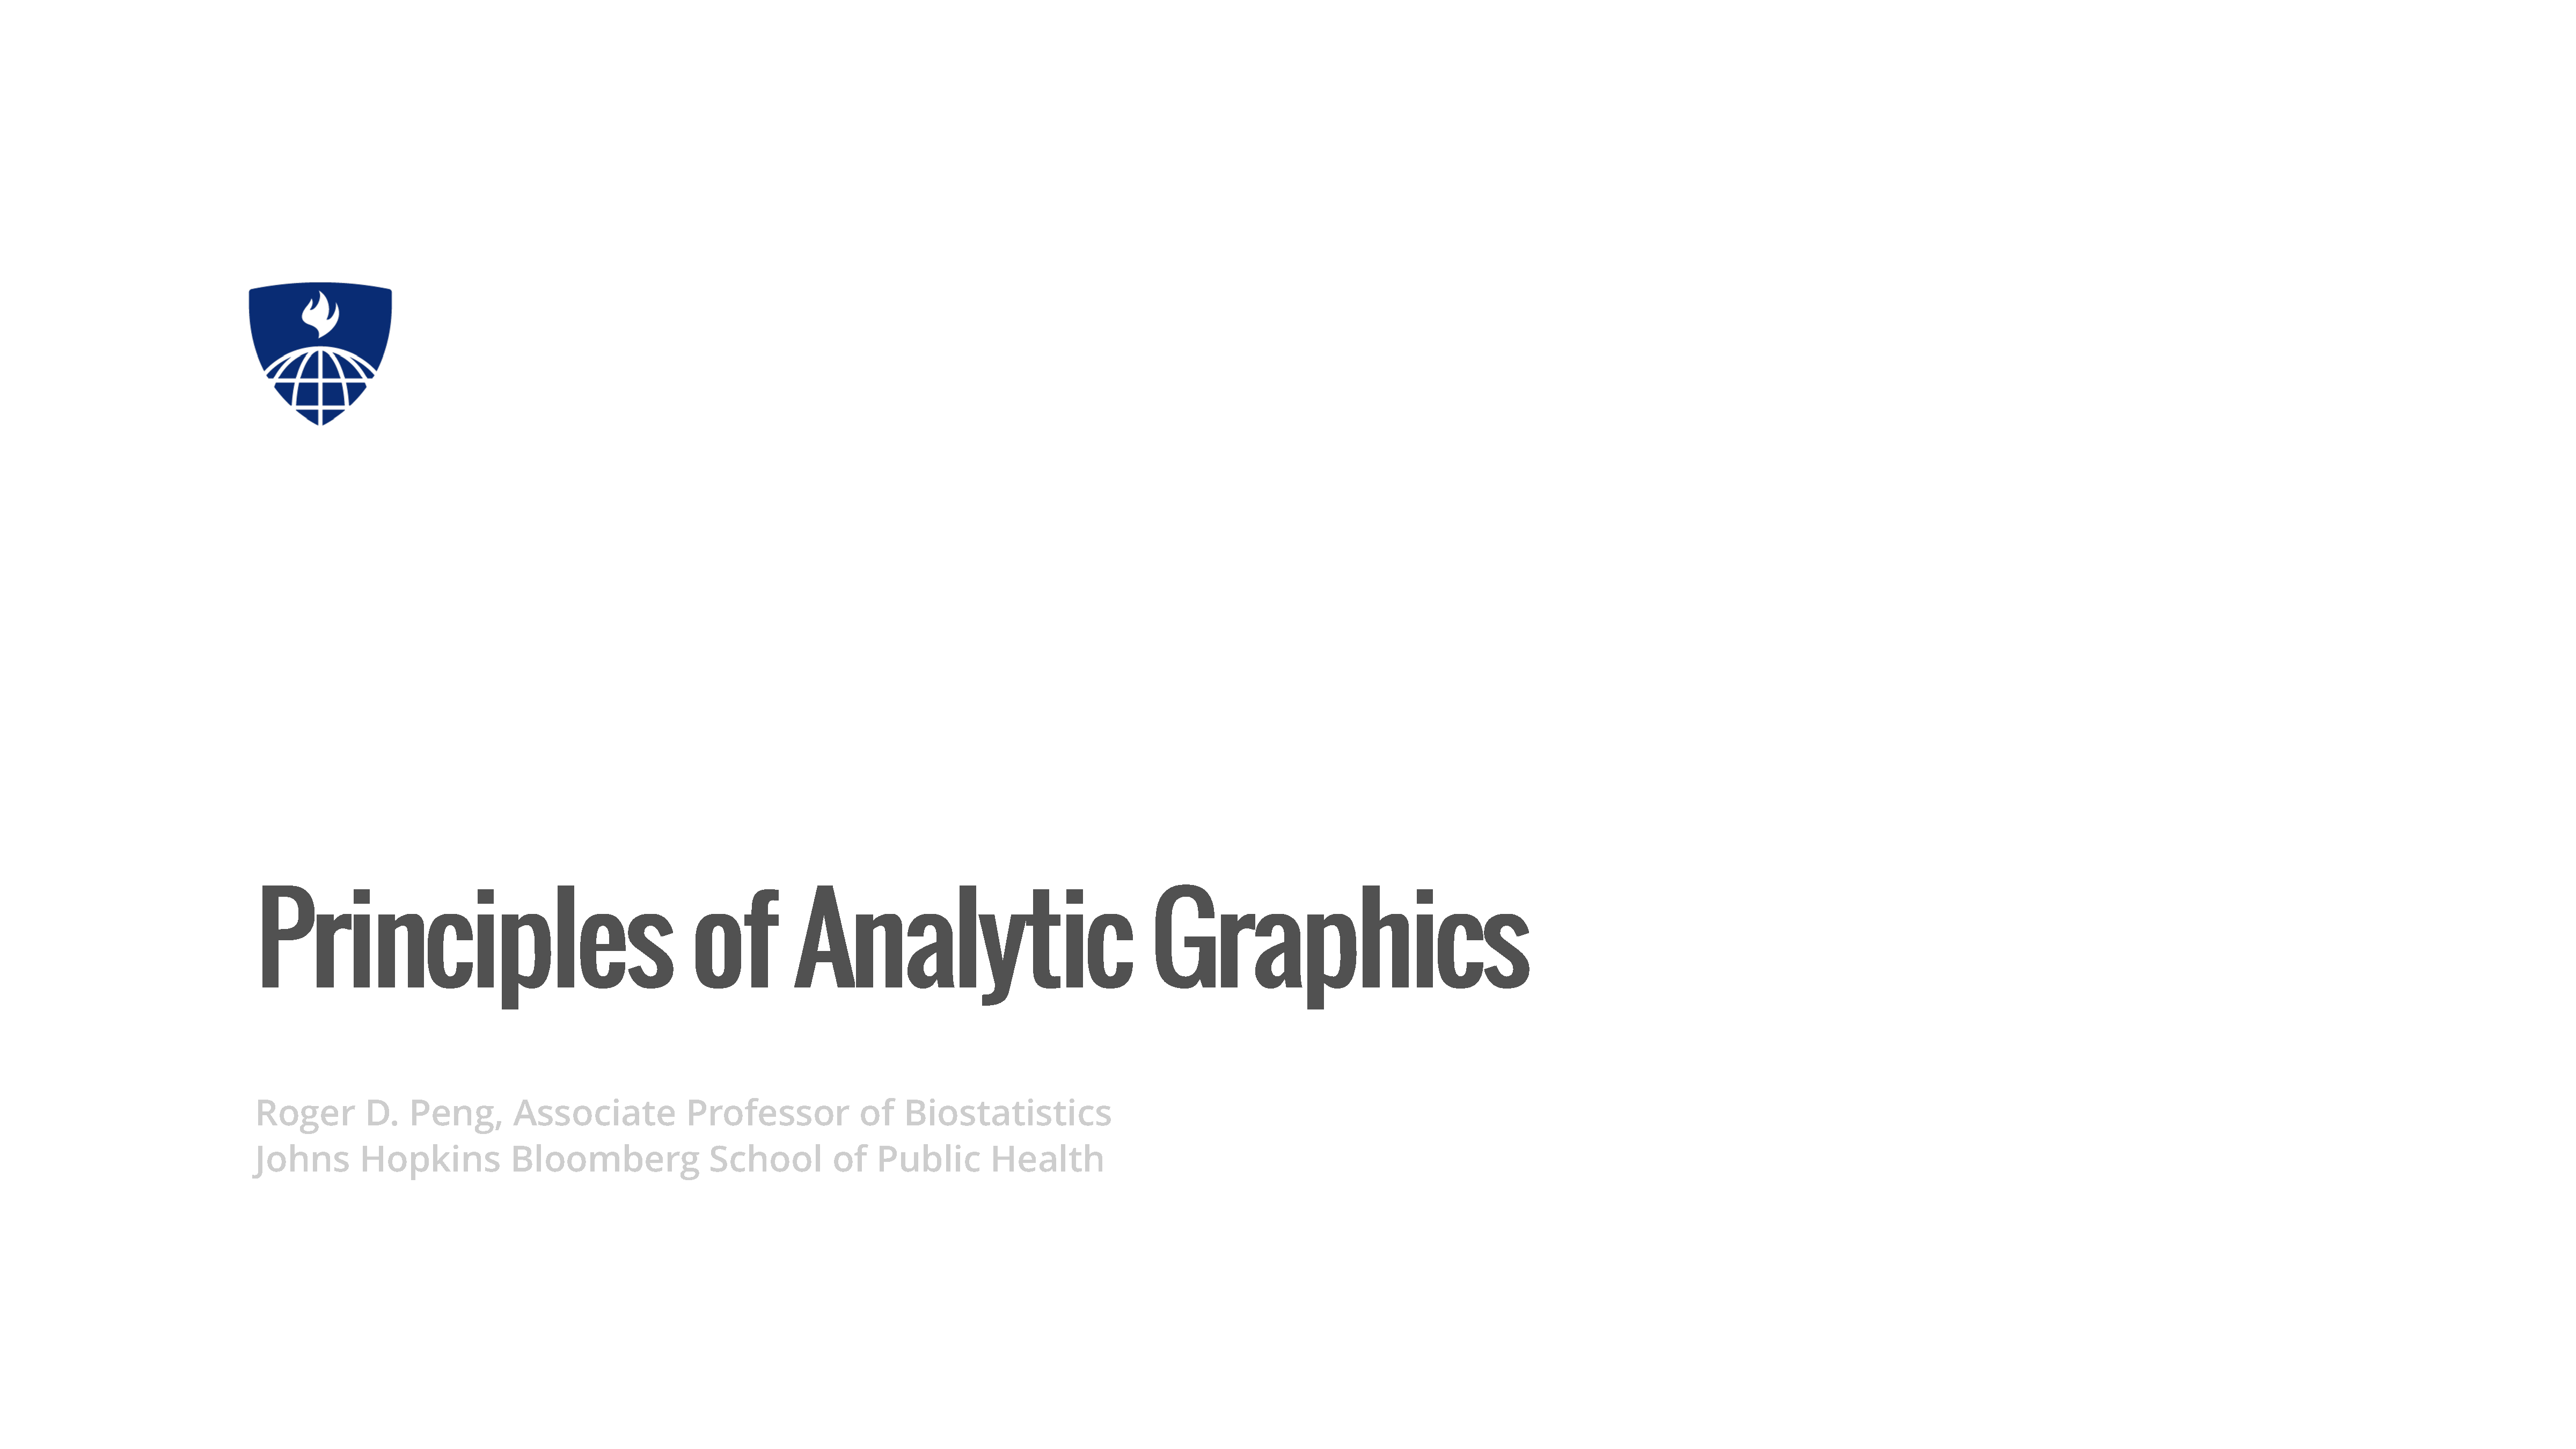 Principles of Analytic Graphics
Roger D. Peng, Associate Professor of Biostatistics
Johns Hopkins Bloomberg School of Public Health